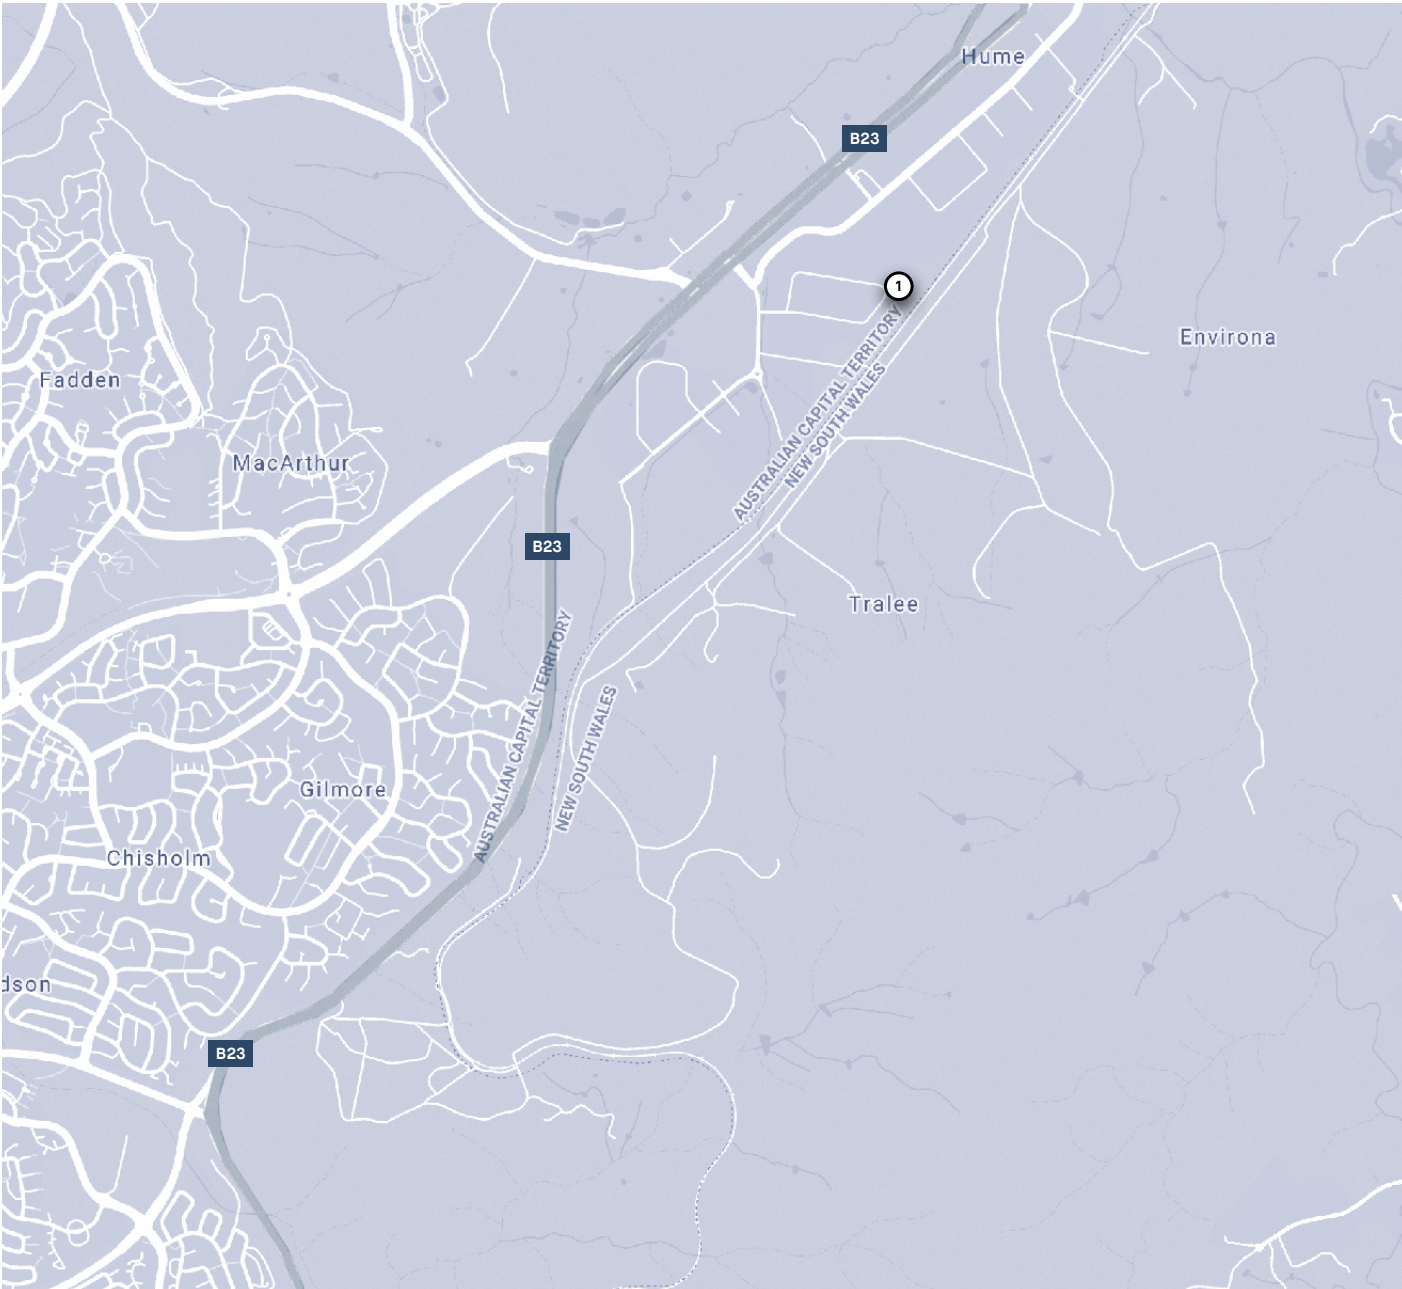 Hume
B23
1
Environa
AUSTRALIAN CAPITAL TERRITORY
NEW SOUTH WALES
Fadden
MacArthur
B23
Tralee
AUSTRALIAN CAPITAL TERRITORY
NEW SOUTH WALES
Gilmore
Chisholm
dson
B23